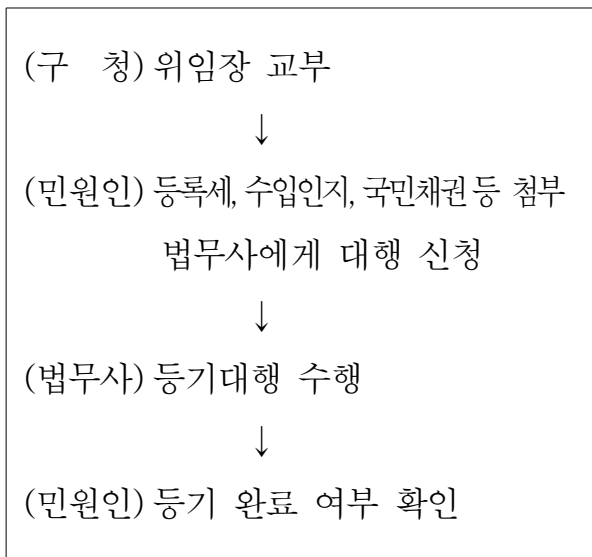 (구 청) 위임장 교부
↓
(민원인) 등록세, 수입인지, 국민채권 등 첨부
법무사에게 대행 신청
↓
(법무사) 등기대행 수행
↓
(민원인) 등기 완료 여부 확인